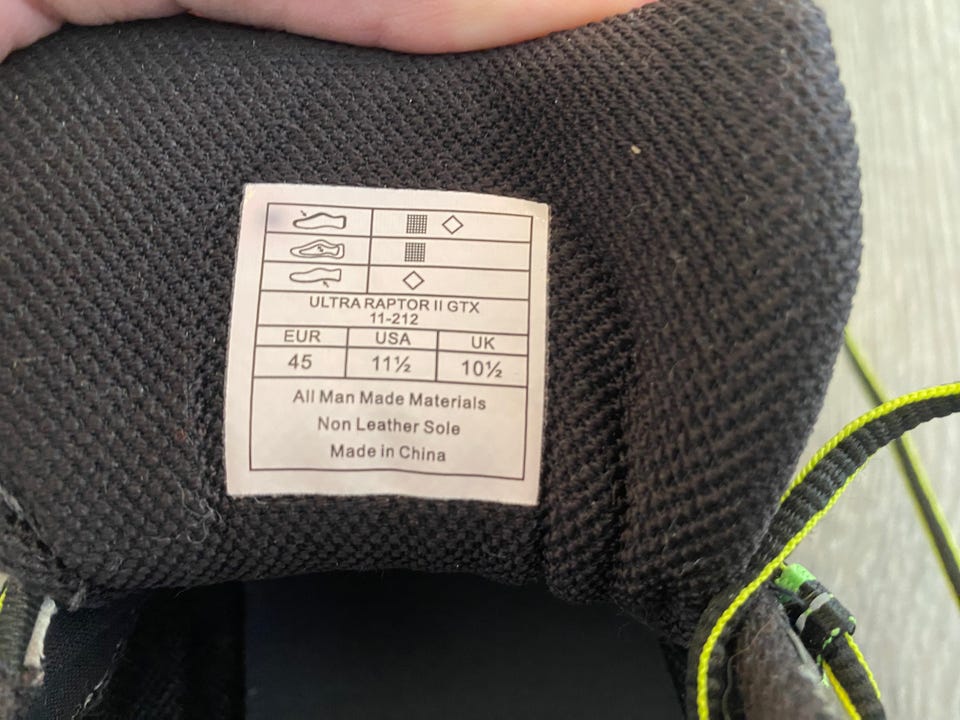 ULTRA RAPTOR II GTX
11-212
EUR USA UK
45 11½ 10½
All Man Made Materials
Non Leather Sole
Made in China